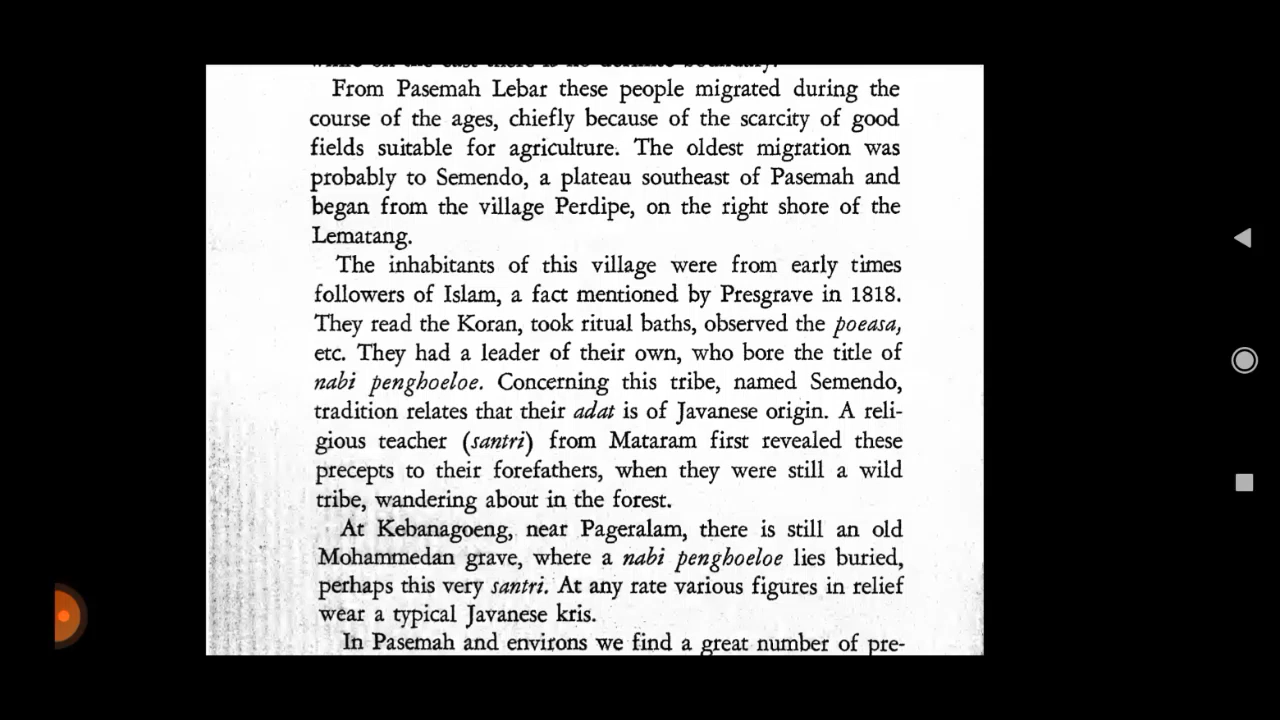 From Pasemah Lebar these people migrated during the
course of the ages, chiefly because of the scarcity of good
fields suitable for agriculture. The oldest migration was
probably to Semendo, a plateau southeast of Pasemah and
began from the village Perdipe, on the right shore of the
Lematang.
The inhabitants of this village were from early times
followers of Islam, a fact mentioned by Presgrave in 1818.
They read the Koran, took ritual baths, observed the poeasa,
etc. They had a leader of their own, who bore the title of
nabi penghoeloe. Concerning this tribe, named Semendo,
tradition relates that their adat is of Javanese origin. A reli-
gious teacher (santri) from Mataram first revealed these
precepts to their forefathers, when they were still a wild
tribe, wandering about in the forest.
At Kebanagoeng, near Pageralam, there is still an old
Mohammedan grave, where a nabi penghoeloe lies buried,
perhaps this very santri. At any rate various figures in relief
wear a typical Javanese kris.
In Pasemah and environs we find a great number of pre-